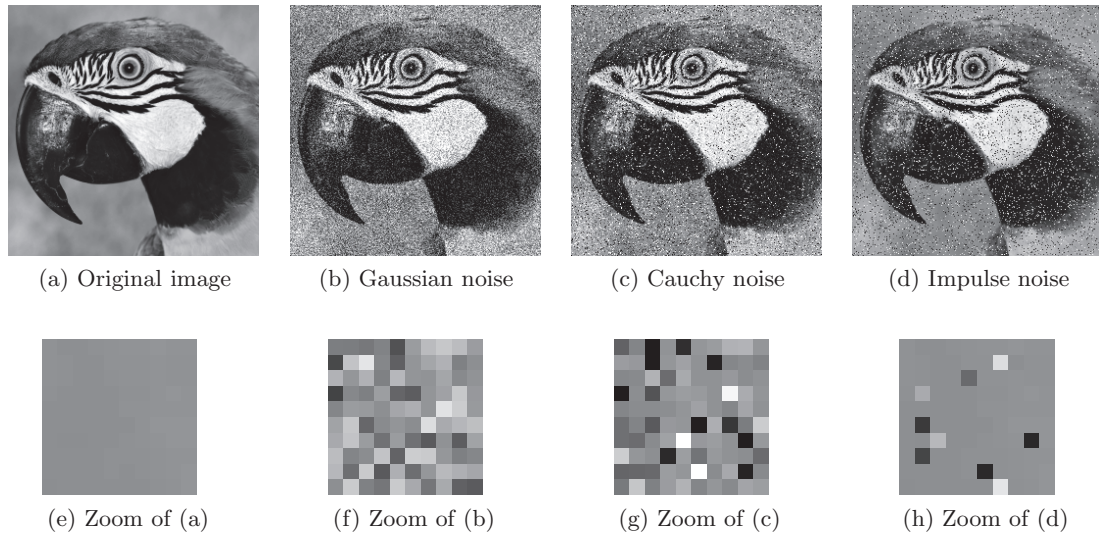 (a) Original image
(b) Gaussian noise
(c) Cauchy noise
(d) Impulse noise
(e) Zoom of (a)
(f) Zoom of (b)
(g) Zoom of (c)
(h) Zoom of (d)